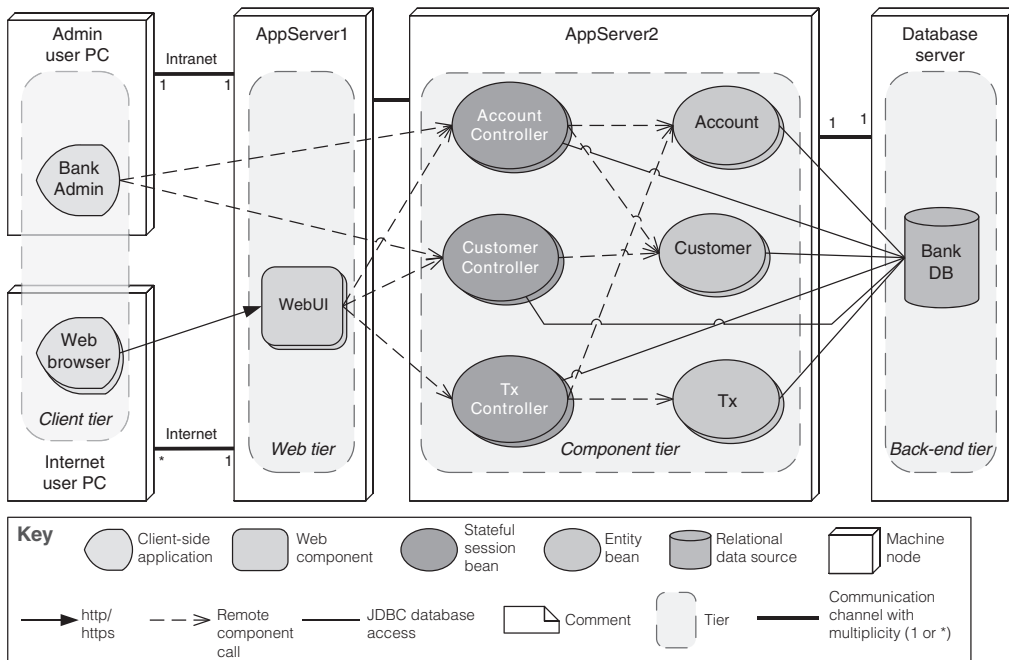 Admin
user PC
AppServer1
AppServer2
Database
server
Intranet
1
1
1
1
Bank
Admin
Account
Controller
Account
Customer
Controller
Customer
Bank
DB
WebUI
Web
browser
Tx
Controller
Tx
Client tier
Internet
*
1
Web tier
Component tier
Back-end tier
Internet
user PC
Key
Client-side
application
Web
component
Stateful
session
bean
Entity
bean
Relational
data source
Machine
node
http/
https
Remote
component
call
JDBC database
access
Comment
Tier
Communication
channel with
multiplicity (1 or *)